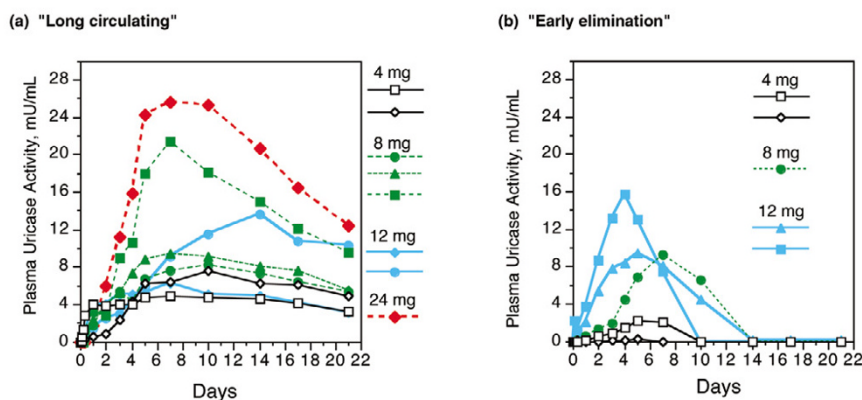 (a) "Long circulating"
Plasma Uricase Activity, mU/mL
28
24
20
16
12
8
4
0
0 2 4 6 8 10 12 14 16 18 20 22
Days
4 mg
8 mg
12 mg
24 mg
(b) "Early elimination"
Plasma Uricase Activity, mU/mL
28
24
20
16
12
8
4
0
0 2 4 6 8 10 12 14 16 18 20 22
Days
4 mg
8 mg
12 mg